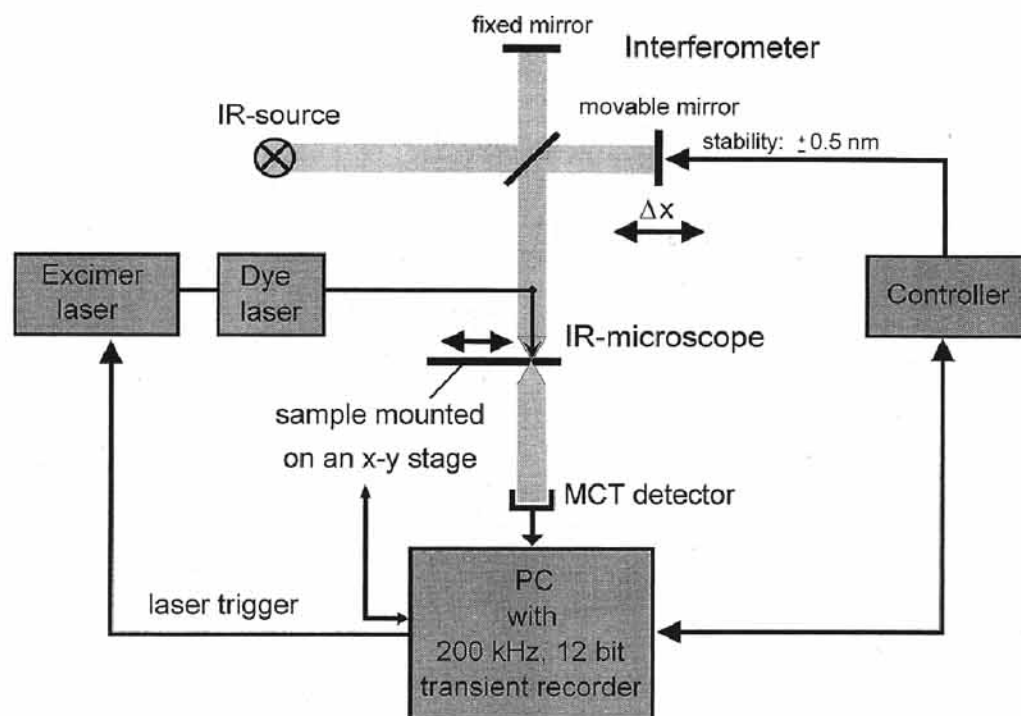 fixed mirror
Interferometer
IR-source
movable mirror
stability: ±0.5 nm
Δx
Excimer
laser
Dye
laser
Controller
IR-microscope
sample mounted
on an x-y stage
MCT detector
laser trigger
PC
with
200 kHz, 12 bit
transient recorder